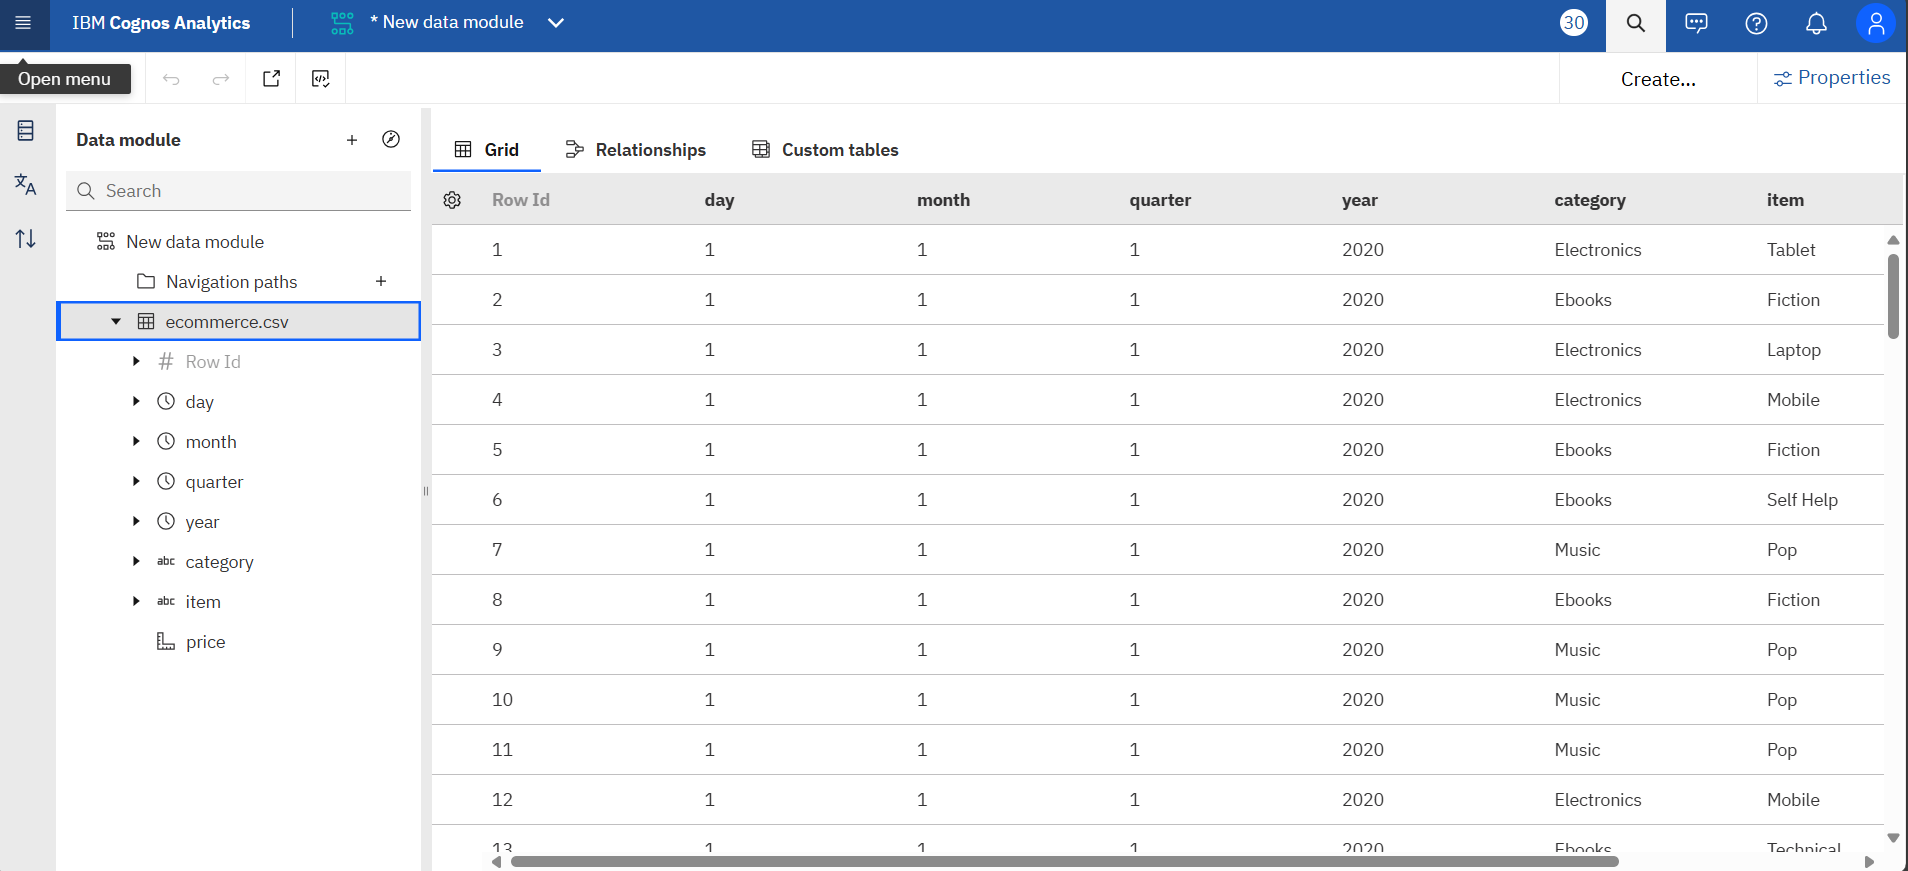 IBM Cognos Analytics
* New data module
30
Open menu
Create...
Properties
Data module
Search
New data module
Navigation paths
ecommerce.csv
Row Id
day
month
quarter
year
abc category
abc item
price
Grid Relationships Custom tables
Row Id day month quarter year category item
1 1 1 1 2020 Electronics Tablet
2 1 1 1 2020 Ebooks Fiction
3 1 1 1 2020 Electronics Laptop
4 1 1 1 2020 Electronics Mobile
5 1 1 1 2020 Ebooks Fiction
6 1 1 1 2020 Ebooks Self Help
7 1 1 1 2020 Music Pop
8 1 1 1 2020 Ebooks Fiction
9 1 1 1 2020 Music Pop
10 1 1 1 2020 Music Pop
11 1 1 1 2020 Music Pop
12 1 1 1 2020 Electronics Mobile
13 1 1 1 2020 Ebooks Technical